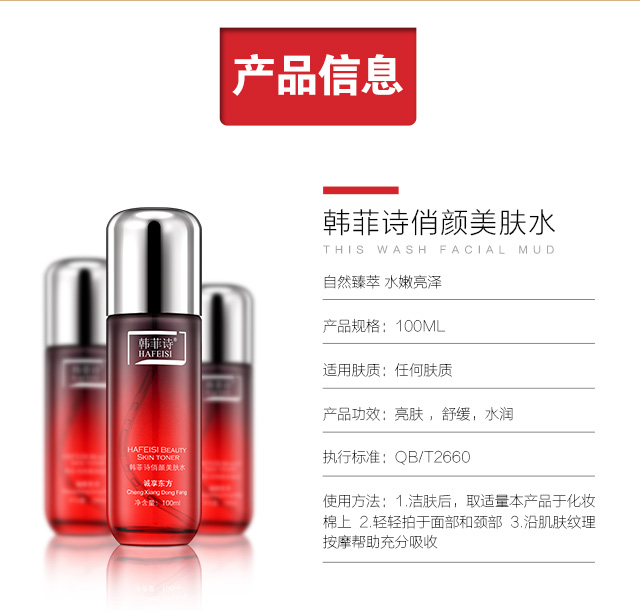 产品信息
韩菲诗俏颜美肤水
THIS WASH FACIAL MUD
自然臻萃 水嫩亮泽
产品规格：100ML
适用肤质：任何肤质
产品功效：亮肤，舒缓，水润
执行标准：QB/T2660
使用方法：1.洁肤后，取适量本产品于化妆
棉上 2.轻轻拍于面部和颈部 3.沿肌肤纹理
按摩帮助充分吸收
韩菲诗®
HAFEISI
HAFEISI BEAUTY
SKIN TONER
韩菲诗俏颜美肤水
诚享东方
Cheng Xiang Dong Fang
净含量：100ml